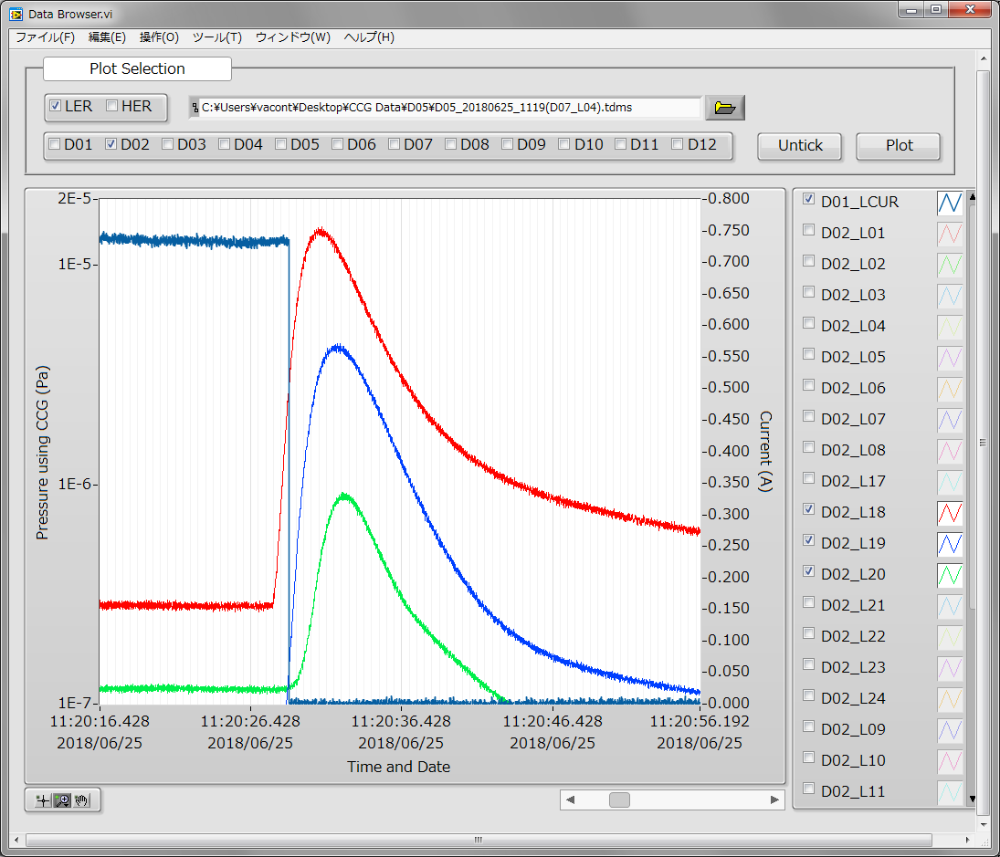 Data Browser.vi
ファイル(F) 編集(E) 操作(O) ツール(T) ウィンドウ(W) ヘルプ(H)
Plot Selection
LER HER C:¥Users¥vacont¥Desktop¥CCG Data¥D05¥D05_20180625_1119(D07_L04).tdms
D01 D02 D03 D04 D05 D06 D07 D08 D09 D10 D11 D12 Untick Plot
Pressure using CCG (Pa)
2E-5
1E-5
1E-6
1E-7
0.800
0.750
0.700
0.650
0.600
0.550
0.500
0.450
0.400
0.350
0.300
0.250
0.200
0.150
0.100
0.050
0.000
Current (A)
11:20:16.428 11:20:26.428 11:20:36.428 11:20:46.428 11:20:56.192
2018/06/25 2018/06/25 2018/06/25 2018/06/25 2018/06/25
Time and Date
D01_LCUR
D02_L01
D02_L02
D02_L03
D02_L04
D02_L05
D02_L06
D02_L07
D02_L08
D02_L17
D02_L18
D02_L19
D02_L20
D02_L21
D02_L22
D02_L23
D02_L24
D02_L09
D02_L10
D02_L11